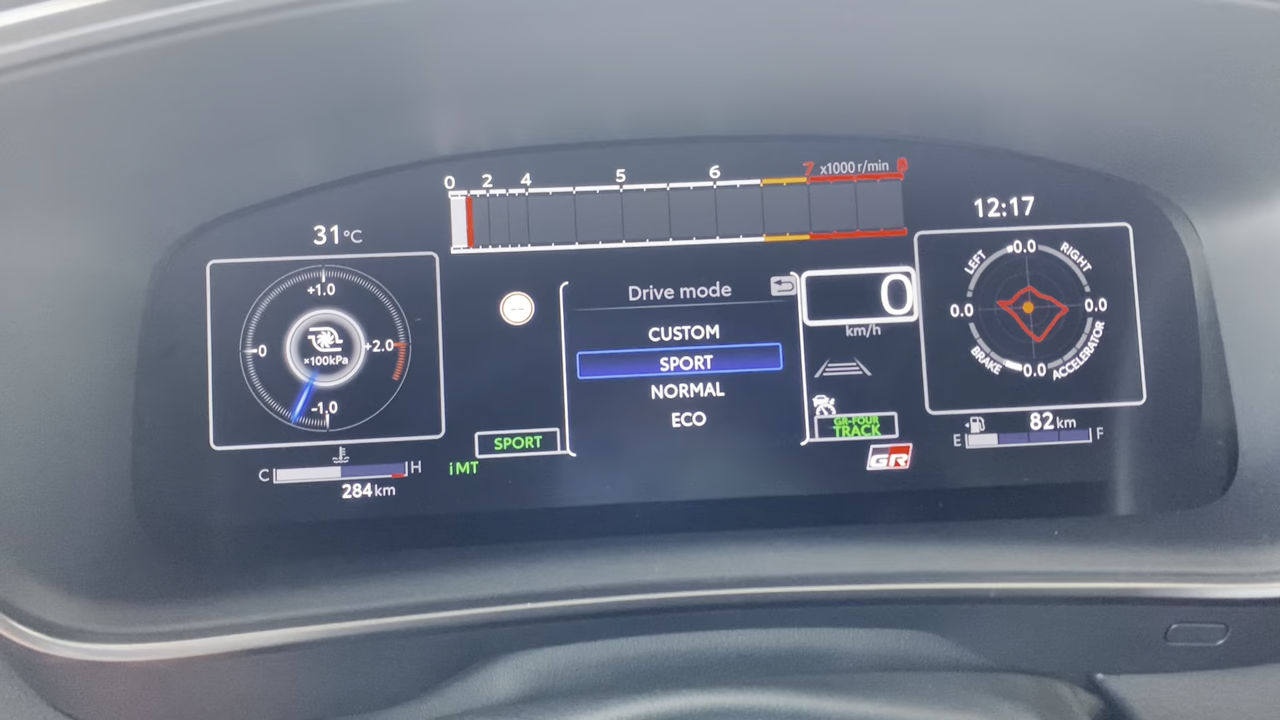 0 2 4 5 6 7 x1000 r/min 8
31°C
12:17
+1.0
0
×100kPa
+2.0
-1.0
C H
284 km
--
Drive mode
CUSTOM
SPORT
NORMAL
ECO
SPORT
iMT
0
km/h
GR-FOUR
TRACK
GR
0.0
LEFT RIGHT
0.0 0.0
BRAKE ACCELERATOR
0.0
82 km
E F